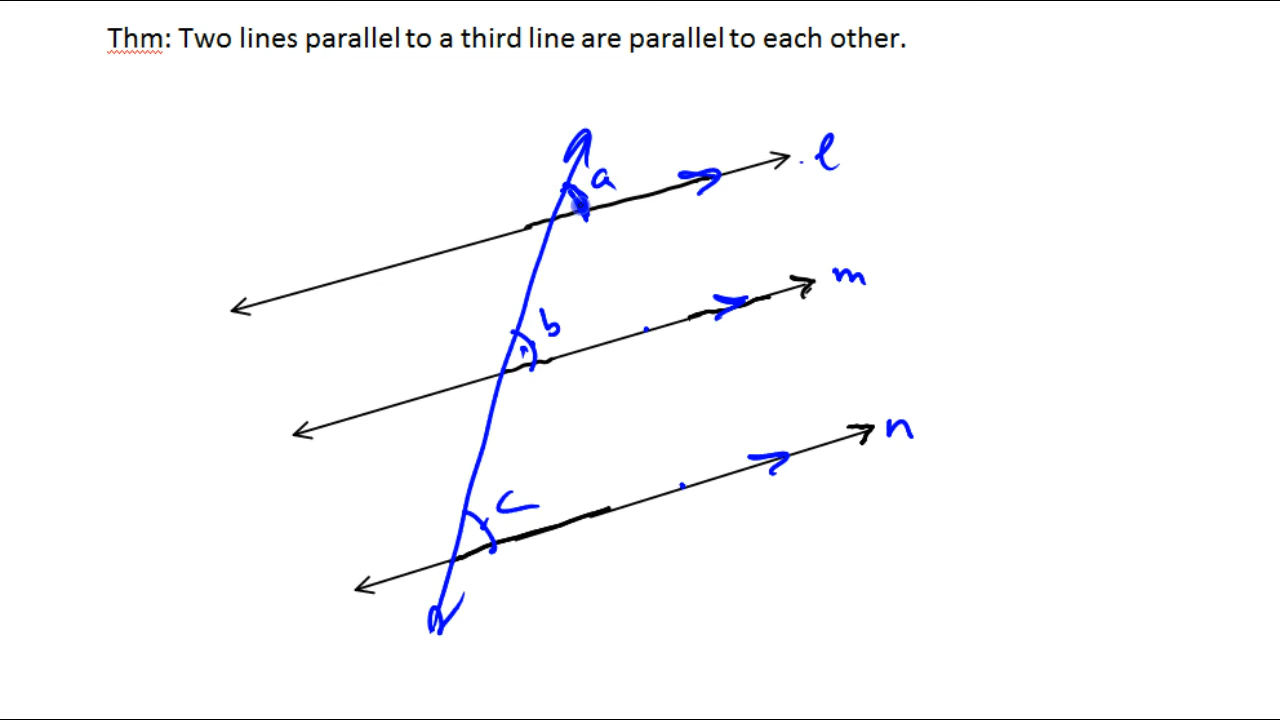 Thm: Two lines parallel to a third line are parallel to each other.
l
a
m
b
n
c